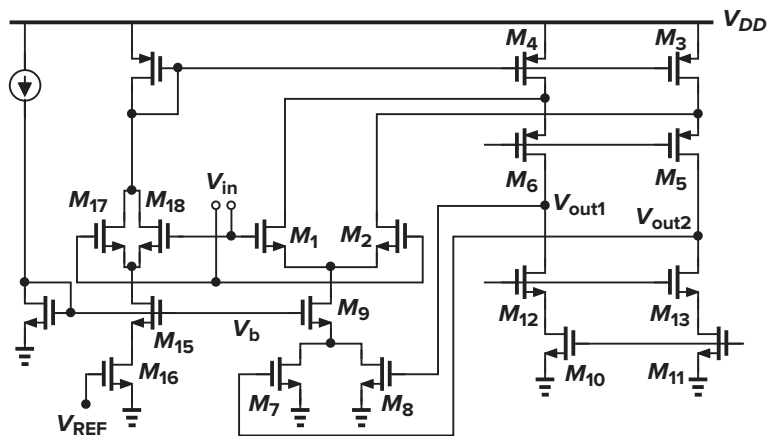 V_DD
M_4
M_3
M_6
M_5
V_in
M_17
M_18
M_1
M_2
V_out1
V_out2
M_9
M_12
M_13
M_15
V_b
M_16
M_7
M_8
M_10
M_11
V_REF